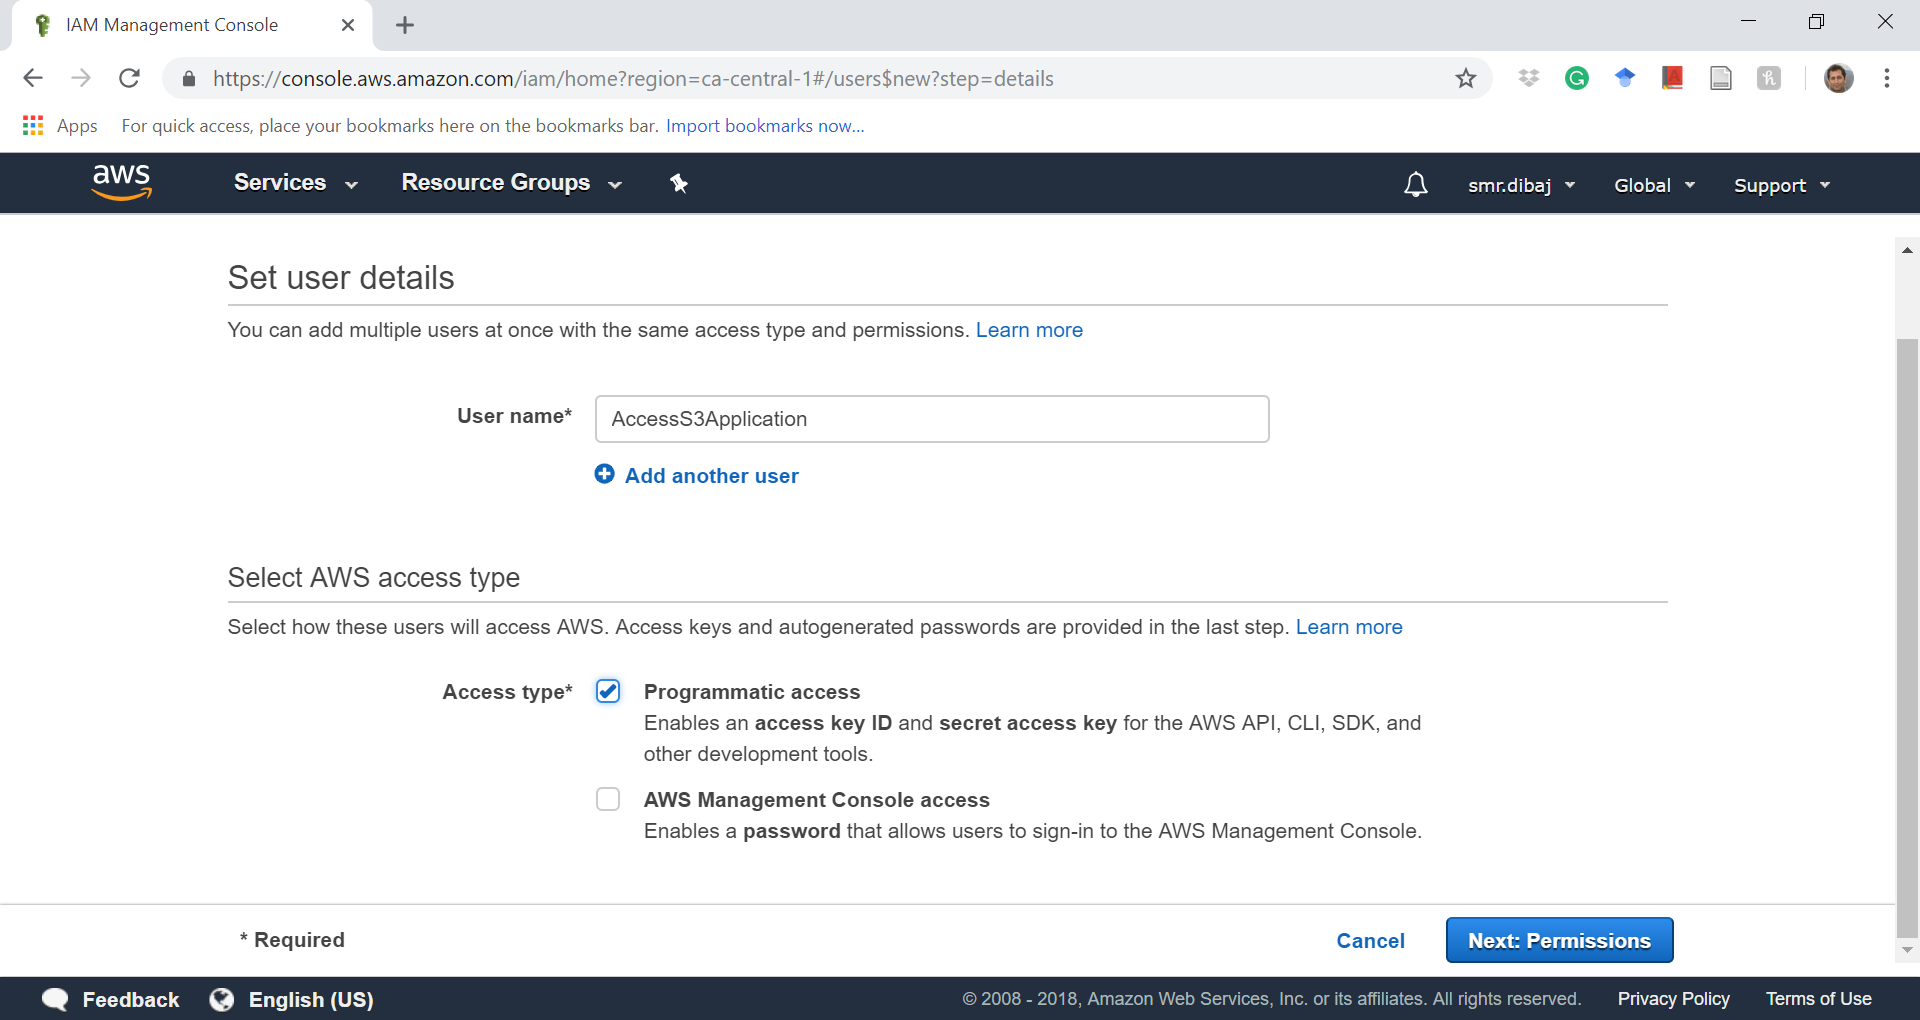 IAM Management Console
https://console.aws.amazon.com/iam/home?region=ca-central-1#/users$new?step=details
Apps For quick access, place your bookmarks here on the bookmarks bar. Import bookmarks now...
aws Services Resource Groups smr.dibaj Global Support
Set user details
You can add multiple users at once with the same access type and permissions. Learn more
User name* AccessS3Application
Add another user
Select AWS access type
Select how these users will access AWS. Access keys and autogenerated passwords are provided in the last step. Learn more
Access type* Programmatic access
Enables an access key ID and secret access key for the AWS API, CLI, SDK, and
other development tools.
AWS Management Console access
Enables a password that allows users to sign-in to the AWS Management Console.
* Required Cancel Next: Permissions
Feedback English (US) © 2008 - 2018, Amazon Web Services, Inc. or its affiliates. All rights reserved. Privacy Policy Terms of Use